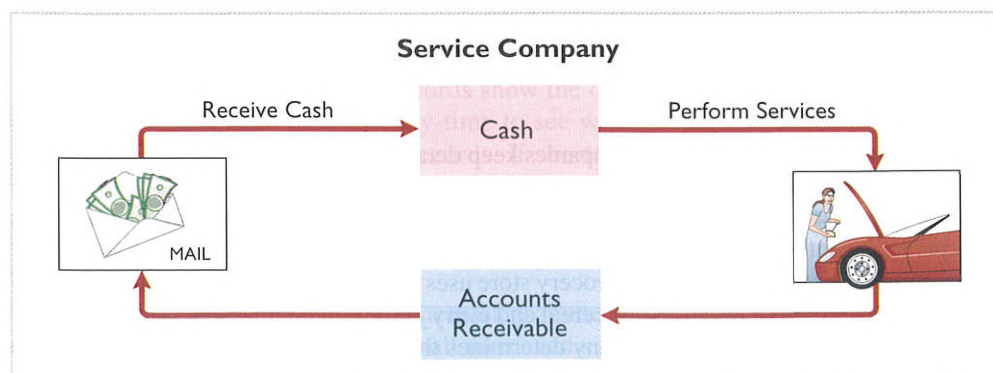 Service Company
Receive Cash
Cash
Perform Services
MAIL
Accounts
Receivable